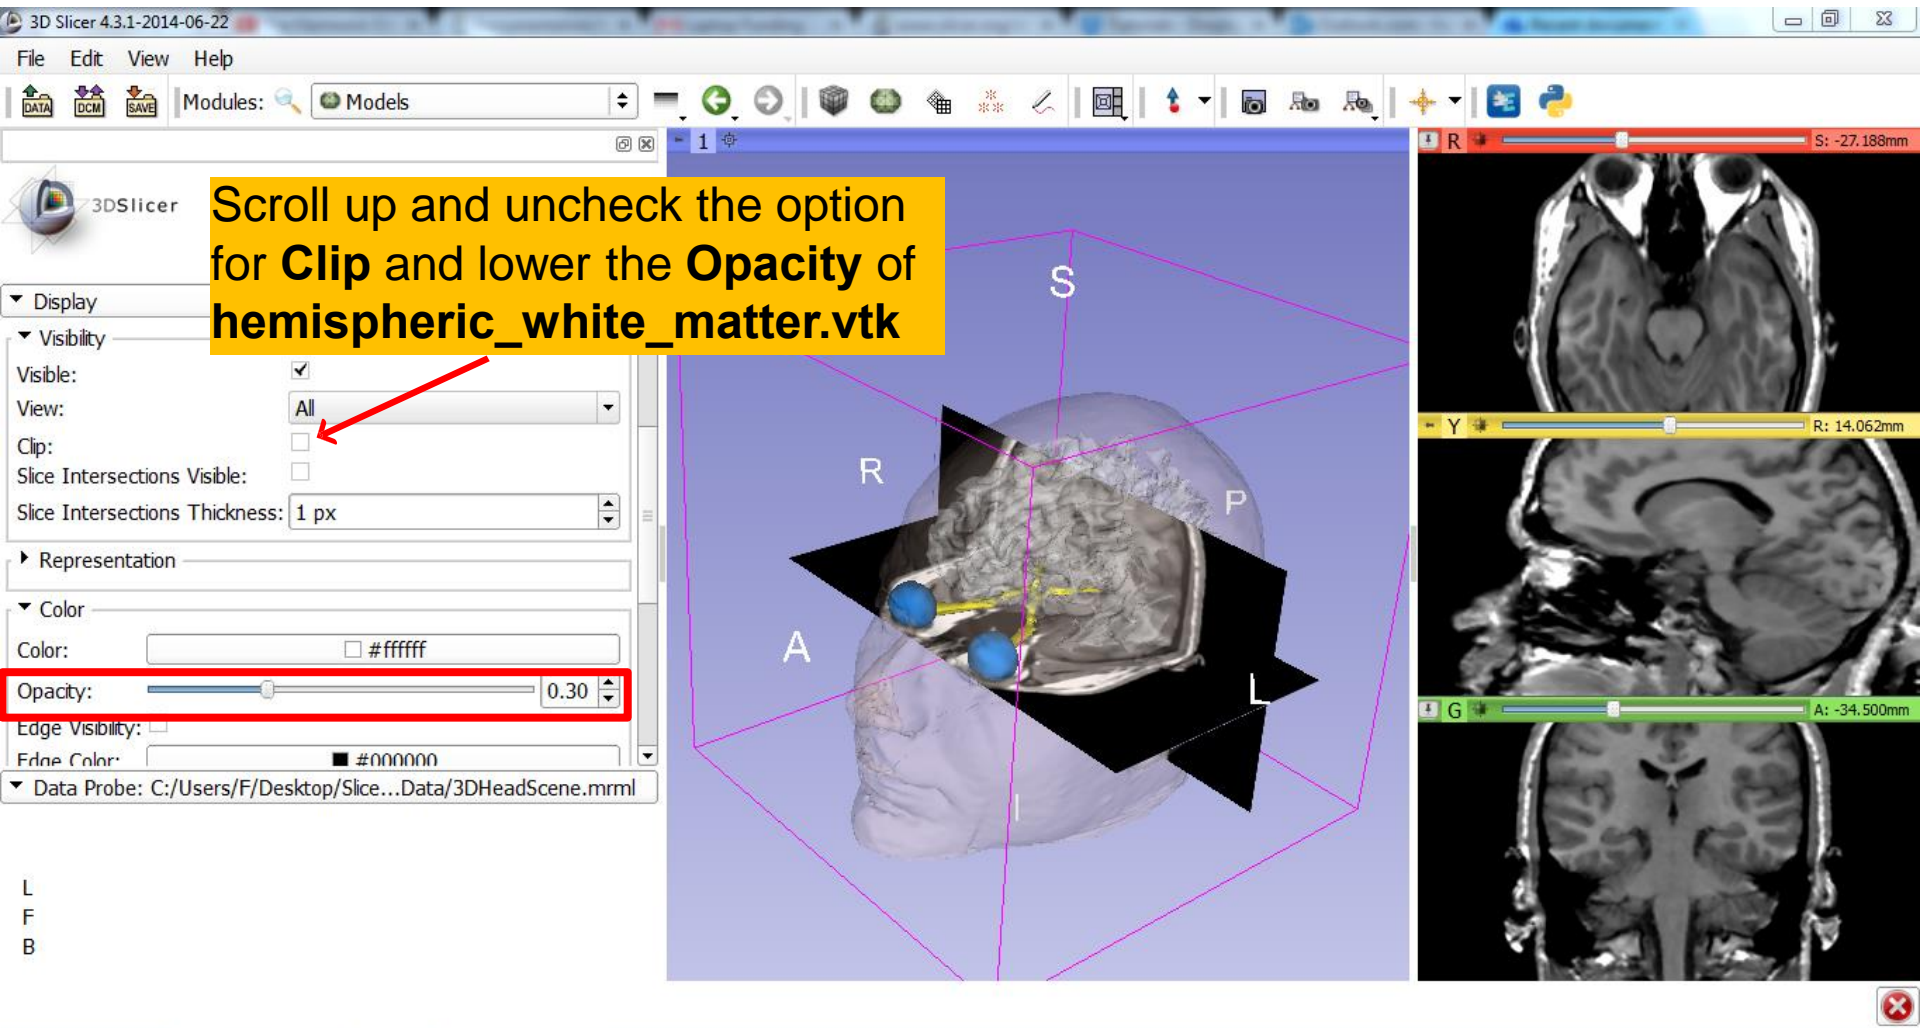 3D Slicer 4.3.1-2014-06-22
File Edit View Help
DATA DCM SAVE Modules: Models
1
R S: -27.188mm
3DSlicer
Scroll up and uncheck the option
for Clip and lower the Opacity of
hemispheric_white_matter.vtk
S
Display
Visibility
Visible:
View: All
Y R: 14.062mm
Clip:
Slice Intersections Visible:
R
Slice Intersections Thickness: 1 px
P
Representation
Color
Color: #ffffff
A
Opacity: 0.30
L
G A: -34.500mm
Edge Visibility:
Edge Color: #000000
Data Probe: C:/Users/F/Desktop/Slice...Data/3DHeadScene.mrml
I
L
F
B